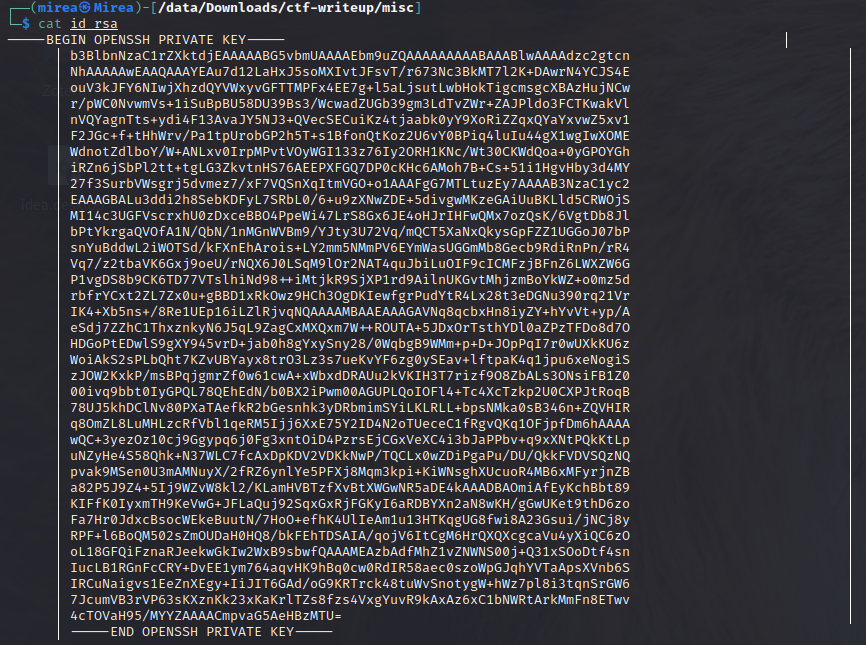 (mirea㉿Mirea)-[/data/Downloads/ctf-writeup/misc]
$ cat id_rsa
-----BEGIN OPENSSH PRIVATE KEY-----
b3BlbnNzaC1rZXktdjEAAAAABG5vbmUAAAAEbm9uZQAAAAAAAAABAAABlwAAAAdzc2gtcn
NhAAAAAwEAAQAAAYEAu7d12LaHxJ5soMXIvtJFsvT/r673Nc3BkMT7l2K+DAwrN4YCJS4E
ouV3kJFY6NIwjXhzdQYVWxyvGFTTMPFx4EE7g+l5aLjsutLwbHokTigcmsgcXBAzHujNCw
r/pWC0NvwmVs+1iSuBpBU58DU39Bs3/WcwadZUGb39gm3LdTvZWr+ZAJPldo3FCTKwakVl
nVQYagnTts+ydi4F13AvaJY5NJ3+QVecSECuiKz4tjaabk0yY9XoRiZZqxQYaYxvwZ5xv1
F2JGc+f+tHhWrv/Pa1tpUrobGP2h5T+s1BfonQtKoz2U6vY0BPiq4luIu44gX1wgIwXOME
WdnotZdlboY/W+ANLxv0IrpMPvtVOyWGI133z76Iy2ORH1KNc/Wt30CKWdQoa+0yGPOYGh
iRZn6jSbPl2tt+tgLG3ZkvtnHS76AEEPXFGQ7DP0cKHc6AMoh7B+Cs+51i1HgvHby3d4MY
27f3SurbVWsgrj5dvmez7/xF7VQSnXqItmVGO+o1AAAFgG7MTLtuzEy7AAAAB3NzaC1yc2
EAAAGBALu3ddi2h8SebKDFyL7SRbL0/6+u9zXNwZDE+5divgwMKzeGAiUuBKLld5CRWOjS
MI14c3UGFVscrxhU0zDxceBBO4PpeWi47LrS8Gx6JE4oHJrIHFwQMx7ozQsK/6VgtDb8Jl
bPtYkrgaQVOfA1N/QbN/1nMGnWVBm9/YJty3U72Vq/mQCT5XaNxQkysGpFZZ1UGGoJ07bP
snYuBddwL2iWOTSd/kFXnEhArois+LY2mm5NMmPV6EYmWasUGGmMb8Gecb9RdiRnPn/rR4
Vq7/z2tbaVK6Gxj9oeU/rNQX6J0LSqM9lOr2NAT4quJbiLuOIF9cICMFzjBFnZ6LWXZW6G
P1vgDS8b9CK6TD77VTslhiNd98++iMtjkR9SjXP1rd9AilnUKGvtMhjzmBoYkWZ+o0mz5d
rbfrYCxt2ZL7Zx0u+gBBD1xRkOwz9HCh3OgDKIewfgrPudYtR4Lx28t3eDGNu390rq21Vr
IK4+Xb5ns+/8Re1UEp16iLZlRjvqNQAAAAMBAAEAAAGAVNq8qcbxHn8iyZY+hYvVt+yp/A
eSdj7ZZhC1ThxznkyN6J5qL9ZagCxMXQxm7W++ROUTA+5JDxOrTsthYDl0aZPzTFDo8d7O
HDGoPtEDwlS9gXY945vrD+jab0h8gYxySny28/0WqbgB9WMm+p+D+JOpPqI7r0wUXkKU6z
WoiAkS2sPLbQht7KZvUBYayx8trO3Lz3s7ueKvYF6zg0ySEav+lftpaK4q1jpu6xeNogiS
zJOW2KxkP/msBPqjgmrZf0w61cwA+xWbxdDRAUu2kVKIH3T7rizf9O8ZbALs3ONsiFB1Z0
00ivq9bbt0IyGPQL78QEhEdN/b0BX2iPwm00AGUPLQoIOFl4+Tc4XcTzkp2U0CXPJtRoqB
78UJ5khDClNv80PXaTAefkR2bGesnhk3yDRbmimSYiLKLRLL+bpsNMka0sB346n+ZQVHIR
q8OmZL8LuMHLzcRfVbl1qeRM5Ijj6XxE75Y2ID4N2oTUeceC1fRgvQKq1OFjpfDm6hAAAA
wQC+3yezOz10cj9Ggypq6j0Fg3xntOiD4PzrsEjCGxVeXC4i3bJaPPbv+q9xXNtPQkKtLp
uNZyHe4S58Qhk+N37WLC7fcAxDpKDV2VDKkNwP/TQCLx0wZDiPgaPu/DU/QkkFVDVSQzNQ
pvak9MSen0U3mAMNuyX/2fRZ6ynlYe5PFXj8Mqm3kpi+KiWNsghXUcuoR4MB6xMFyrjnZB
a82P5J9Z4+5Ij9WZvW8kl2/KLamHVBTzfXvBtXWGwNR5aDE4kAAADBAOmiAfEyKchBbt89
KIFfK0IyxmTH9KeVwG+JFLaQuj92SqxGxRjFGKyI6aRDBYXn2aN8wKH/gGwUKet9thD6zo
Fa7Hr0JdxcBsocWEkeBuutN/7HoO+efhK4UlIeAm1u13HTKqgUG8fwi8A23Gsui/jNCj8y
RPF+l6BoQM502sZmOUDaH0HQ8/bkFEhTDSAIA/qojV6ItCgM6HrQXQXcgcaVu4yXiQC6zO
oL18GFQiFznaRJeekwGkIw2WxB9sbwfQAAAMEAzbAdfMhZ1vZNWNS00j+Q31xSOoDtf4sn
IucLB1RGnFcCRY+DvEE1ym764aqvHK9hBq0cw0RdIR58aec0szoWpGJqhYVTaApsXVnb6S
IRCuNaigvs1EeZnXEgy+IiJIT6GAd/oG9KRTrck48tuWvSnotygW+hWz7pl8i3tqnSrGW6
7JcumVB3rVP63sKXznKk23xKaKrlTZs8fzs4VxgYuvR9kAxAz6xC1bNWRtArkMmFn8ETwv
4cTOVaH95/MYYZAAAACmpvaG5AeHBzMTU=
-----END OPENSSH PRIVATE KEY-----